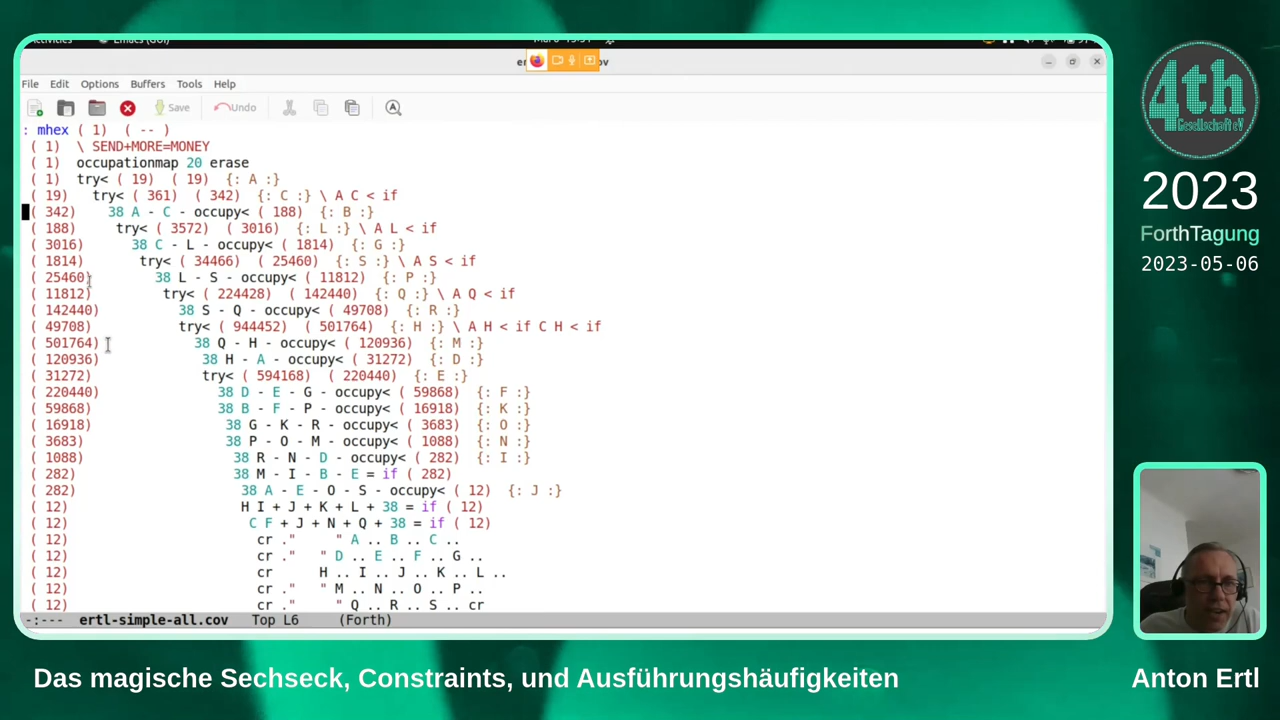 File Edit Options Buffers Tools Help
Save Undo
: mhex ( 1)  ( -- )
( 1)  \ SEND+MORE=MONEY
( 1)  occupationmap 20 erase
( 1)  try< ( 19)  ( 19)  {: A :}
( 19)  try< ( 361)  ( 342)  {: C :} \ A C < if
( 342)  38 A - C - occupy< ( 188)  {: B :}
( 188)  try< ( 3572)  ( 3016)  {: L :} \ A L < if
( 3016)  38 C - L - occupy< ( 1814)  {: G :}
( 1814)  try< ( 34466)  ( 25460)  {: S :} \ A S < if
( 25460)  38 L - S - occupy< ( 11812)  {: P :}
( 11812)  try< ( 224428)  ( 142440)  {: Q :} \ A Q < if
( 142440)  38 S - Q - occupy< ( 49708)  {: R :}
( 49708)  try< ( 944452)  ( 501764)  {: H :} \ A H < if C H < if
( 501764)  38 Q - H - occupy< ( 120936)  {: M :}
( 120936)  38 H - A - occupy< ( 31272)  {: D :}
( 31272)  try< ( 594168)  ( 220440)  {: E :}
( 220440)  38 D - E - G - occupy< ( 59868)  {: F :}
( 59868)  38 B - F - P - occupy< ( 16918)  {: K :}
( 16918)  38 G - K - R - occupy< ( 3683)  {: O :}
( 3683)  38 P - O - M - occupy< ( 1088)  {: N :}
( 1088)  38 R - N - D - occupy< ( 282)  {: I :}
( 282)  38 M - I - B - E = if ( 282)
( 282)  38 A - E - O - S - occupy< ( 12)  {: J :}
( 12)  H I + J + K + L + 38 = if ( 12)
( 12)  C F + J + N + Q + 38 = if ( 12)
( 12)  cr ."    " A .. B .. C ..
( 12)  cr ."  " D .. E .. F .. G ..
( 12)  cr      H .. I .. J .. K .. L ..
( 12)  cr ."  " M .. N .. O .. P ..
( 12)  cr ."    " Q .. R .. S .. cr
-:---  ertl-simple-all.cov   Top L6     (Forth)
4th
Gesellschaft eV
2023
ForthTagung
2023-05-06
Das magische Sechseck, Constraints, und Ausführungshäufigkeiten
Anton Ertl